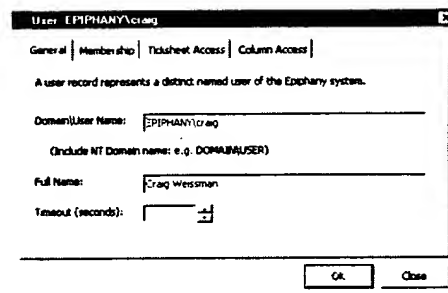 User EPIPHANY\craig
General Membership Ticksheet Access Column Access
A user record represents a distinct named user of the Epiphany system.
Domain\User Name: EPIPHANY\craig
(Include NT Domain name: e.g. DOMAIN\USER)
Full Name: Craig Weissman
Timeout (seconds):
OK Close